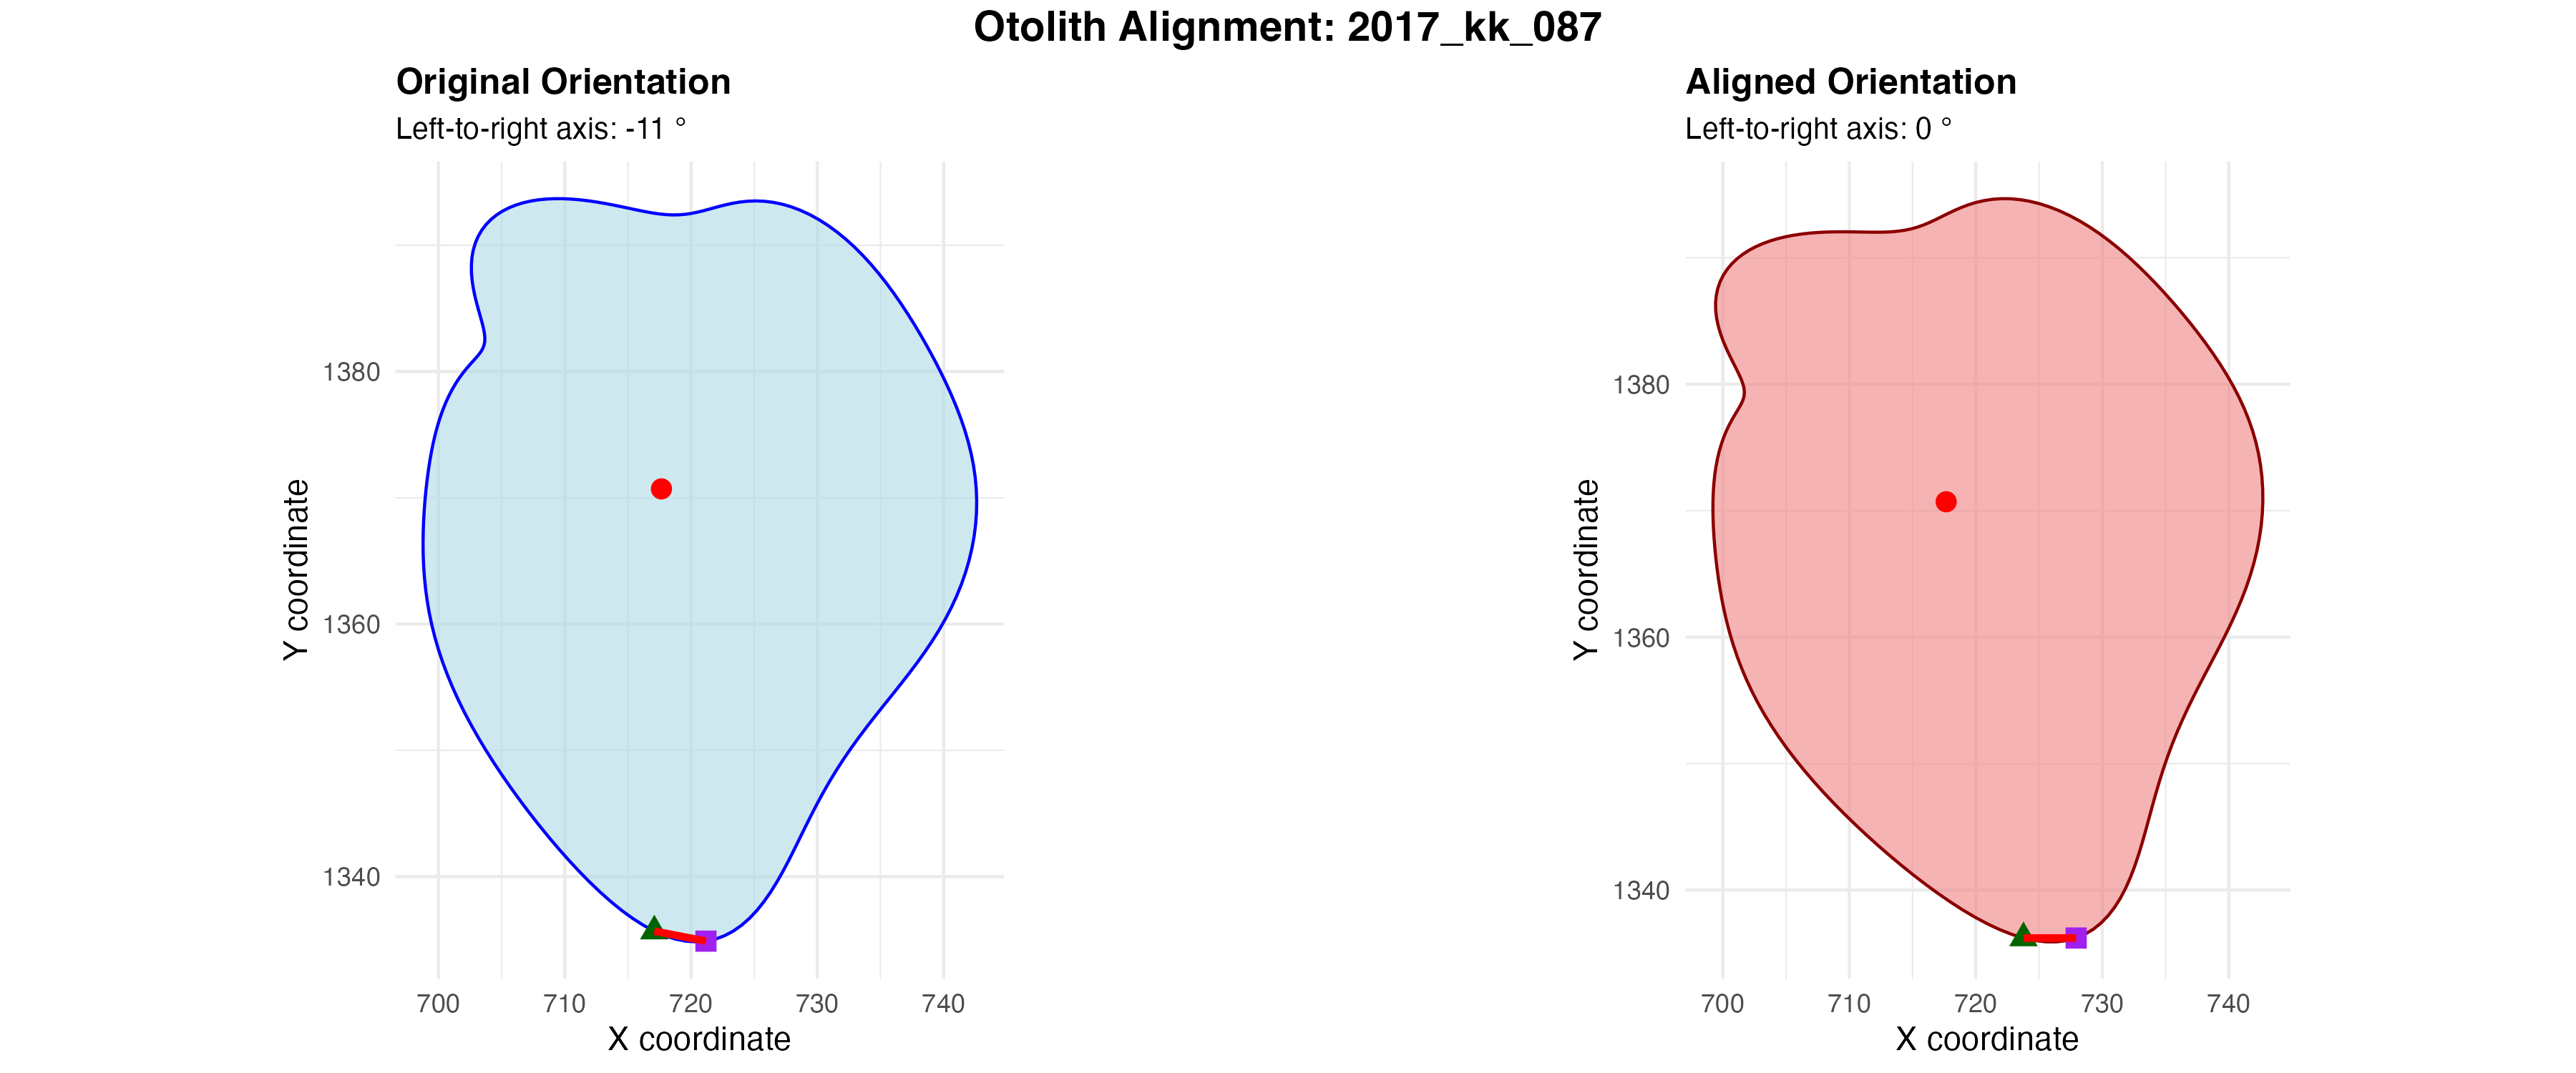 Otolith Alignment: 2017_kk_087
Original Orientation
Left-to-right axis: -11 °
Y coordinate
1380
1360
1340
700 710 720 730 740
X coordinate
Aligned Orientation
Left-to-right axis: 0 °
Y coordinate
1380
1360
1340
700 710 720 730 740
X coordinate